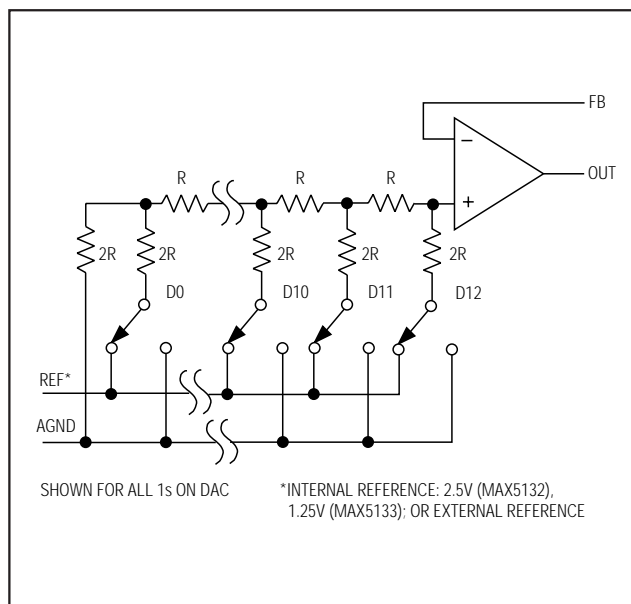 FB
−
OUT
R
R
R
+
2R
2R
2R
2R
2R
D0
D10
D11
D12
REF*
AGND
SHOWN FOR ALL 1s ON DAC
*INTERNAL REFERENCE: 2.5V (MAX5132),
1.25V (MAX5133); OR EXTERNAL REFERENCE